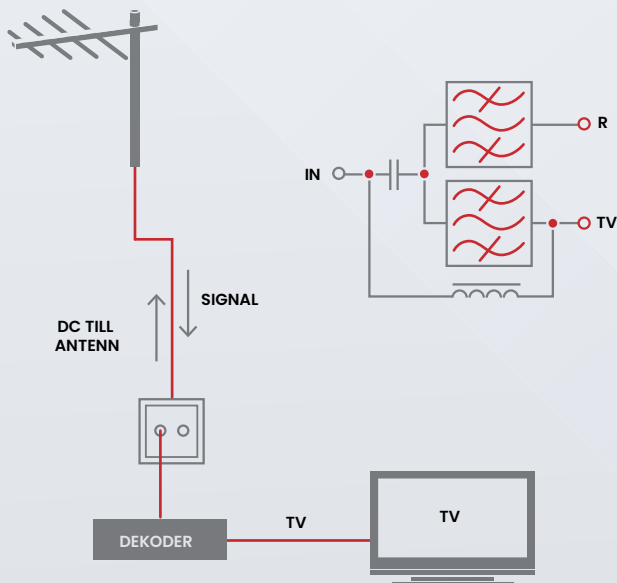 R
IN
TV
SIGNAL
DC TILL
ANTENN
TV
TV
DEKODER